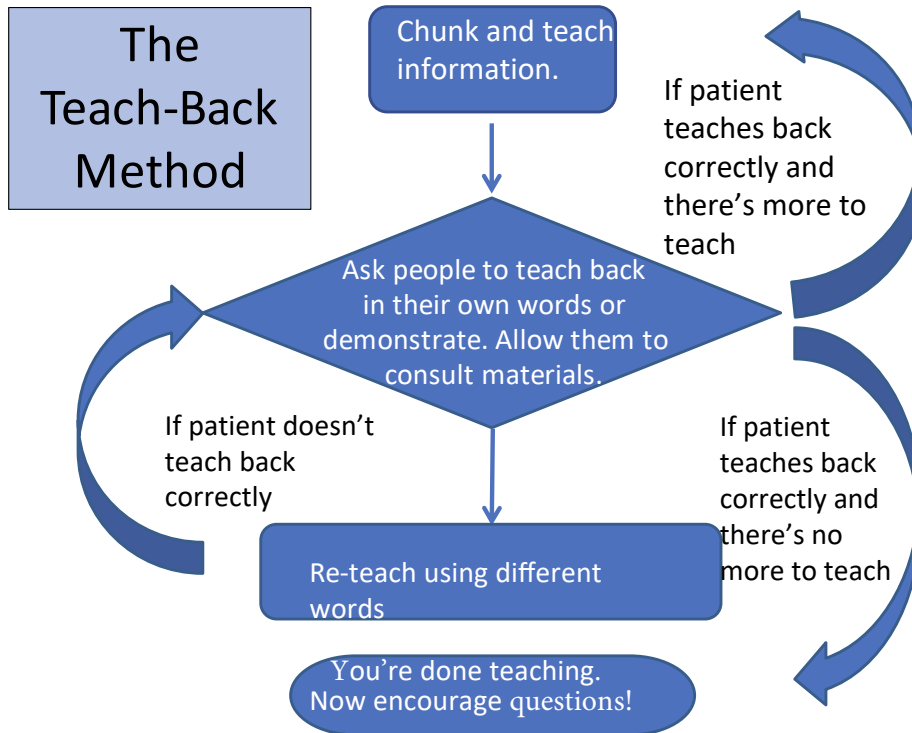 The
Teach-Back
Method
Chunk and teach
information.
If patient
teaches back
correctly and
there's more to
teach
Ask people to teach back
in their own words or
demonstrate. Allow them to
consult materials.
If patient doesn't
teach back
correctly
If patient
teaches back
correctly and
there's no
more to teach
Re-teach using different
words
You're done teaching.
Now encourage questions!